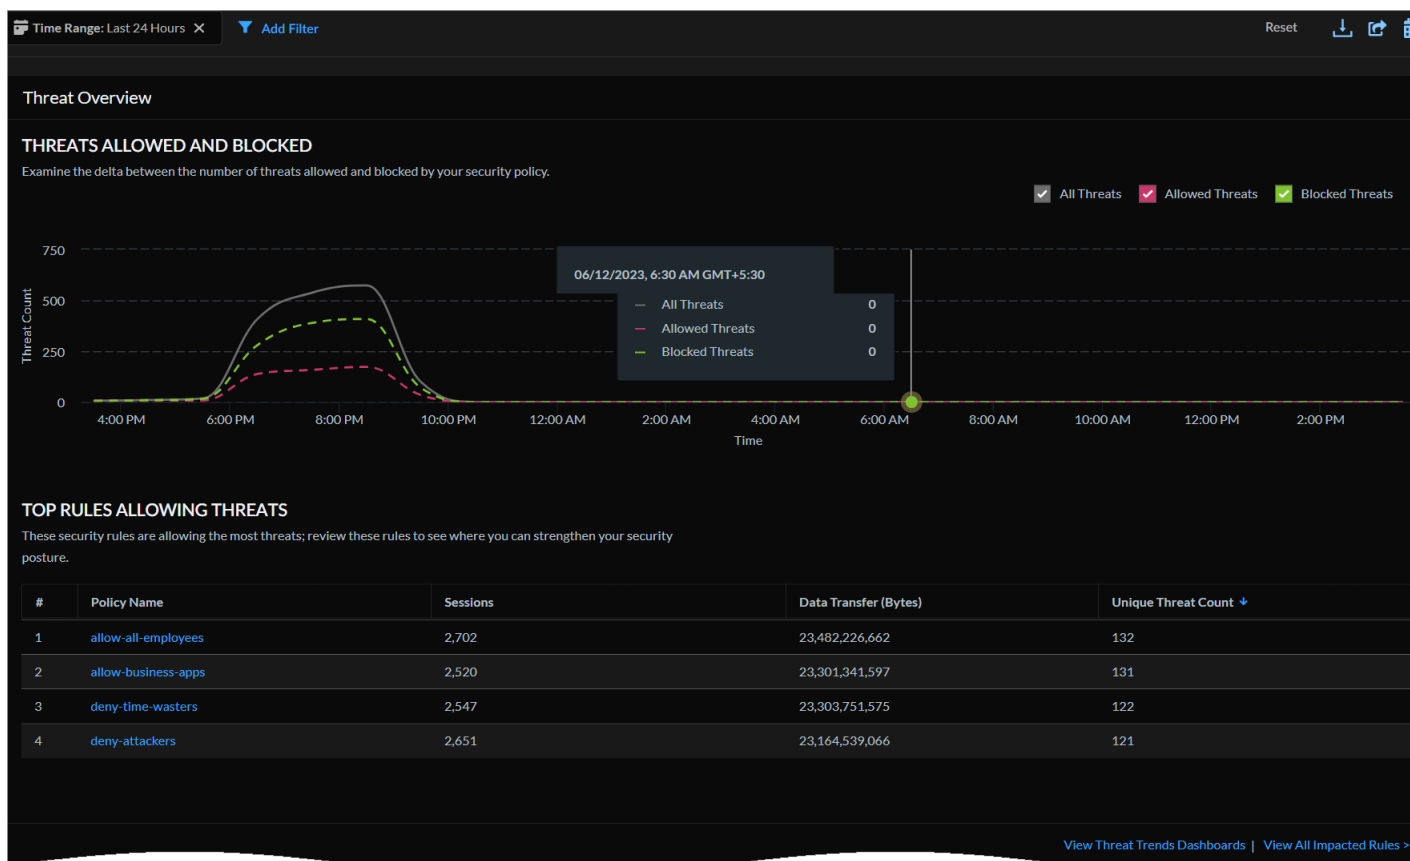 Time Range: Last 24 Hours
Add Filter
Reset
Threat Overview
THREATS ALLOWED AND BLOCKED
Examine the delta between the number of threats allowed and blocked by your security policy.
All Threats
Allowed Threats
Blocked Threats
750
500
250
0
Threat Count
06/12/2023, 6:30 AM GMT+5:30
All Threats 0
Allowed Threats 0
Blocked Threats 0
4:00 PM 6:00 PM 8:00 PM 10:00 PM 12:00 AM 2:00 AM 4:00 AM 6:00 AM 8:00 AM 10:00 AM 12:00 PM 2:00 PM
Time
TOP RULES ALLOWING THREATS
These security rules are allowing the most threats; review these rules to see where you can strengthen your security
posture.
# Policy Name Sessions Data Transfer (Bytes) Unique Threat Count
1 allow-all-employees 2,702 23,482,226,662 132
2 allow-business-apps 2,520 23,301,341,597 131
3 deny-time-wasters 2,547 23,303,751,575 122
4 deny-attackers 2,651 23,164,539,066 121
View Threat Trends Dashboards | View All Impacted Rules >